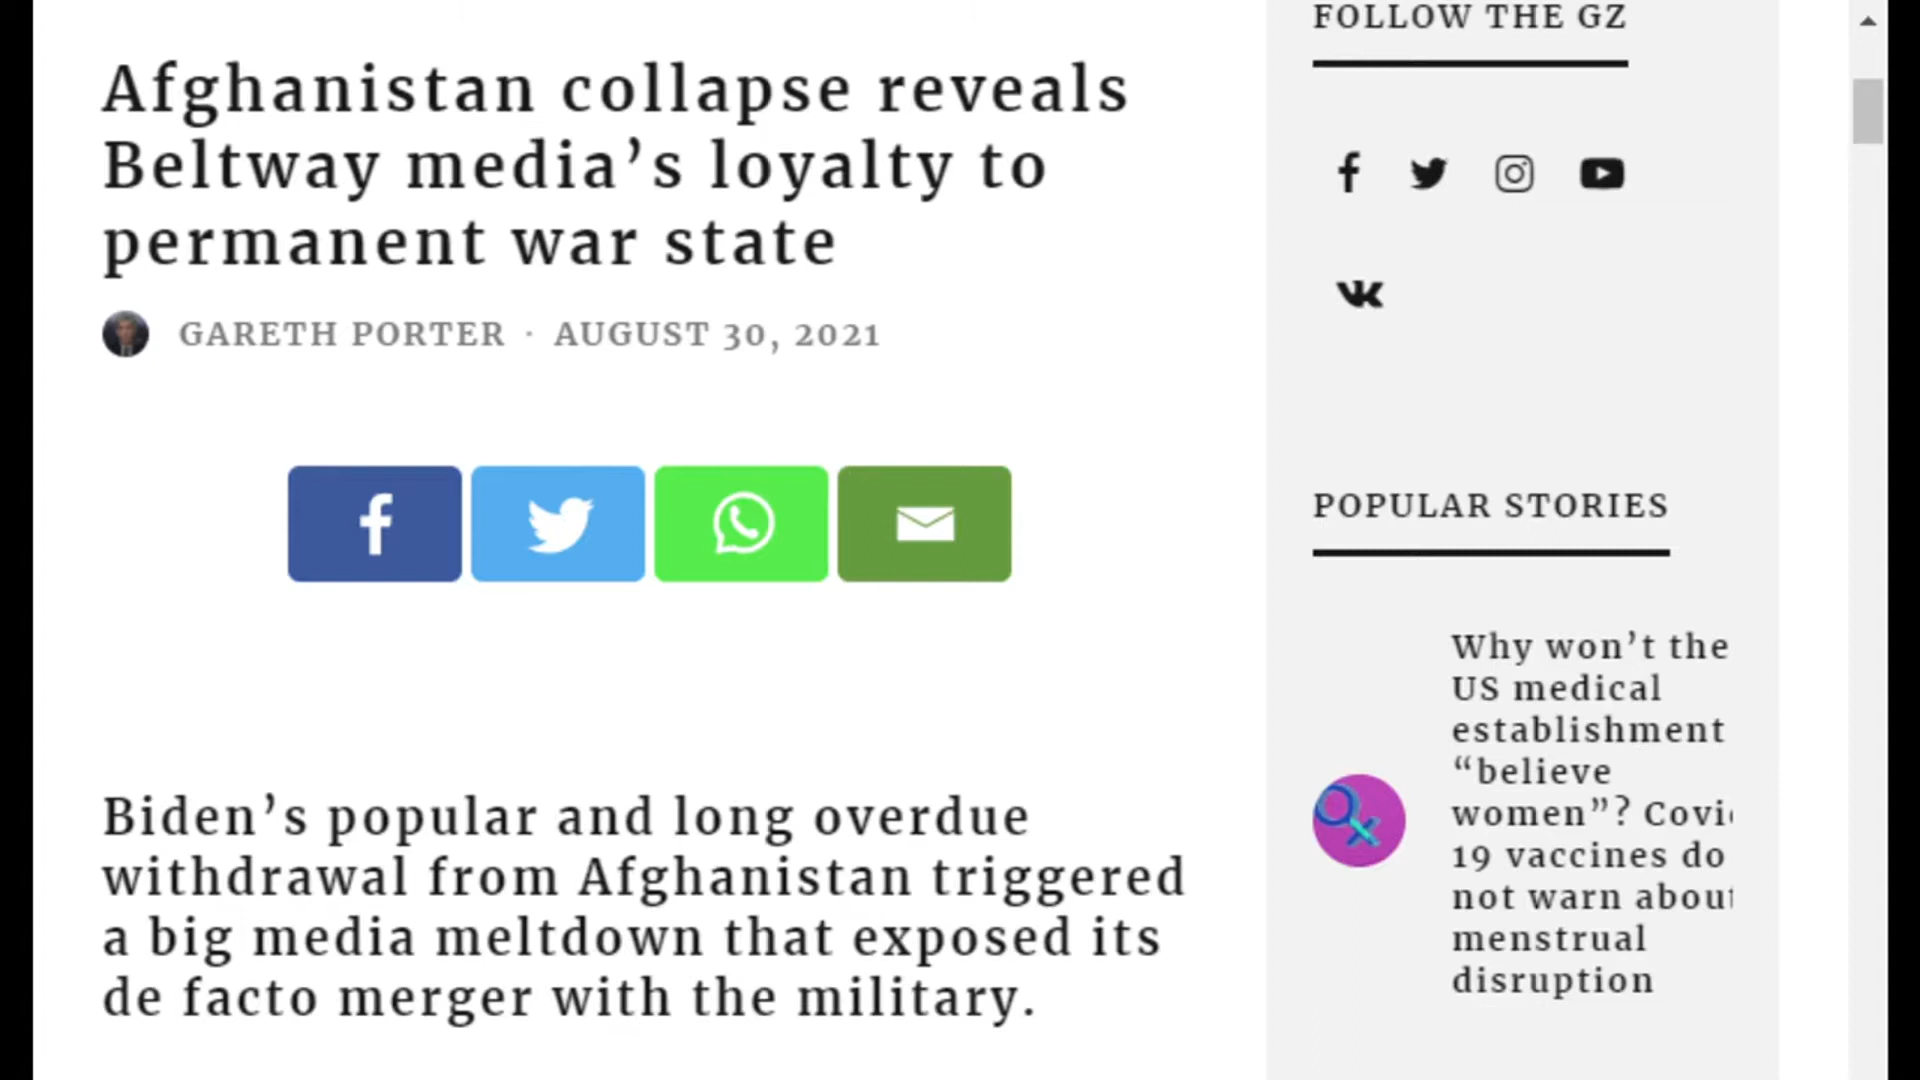 Afghanistan collapse reveals
Beltway media’s loyalty to
permanent war state
GARETH PORTER · AUGUST 30, 2021
Biden’s popular and long overdue
withdrawal from Afghanistan triggered
a big media meltdown that exposed its
de facto merger with the military.
FOLLOW THE GZ
POPULAR STORIES
Why won’t the
US medical
establishment
“believe
women”? Covi
19 vaccines do
not warn about
menstrual
disruption